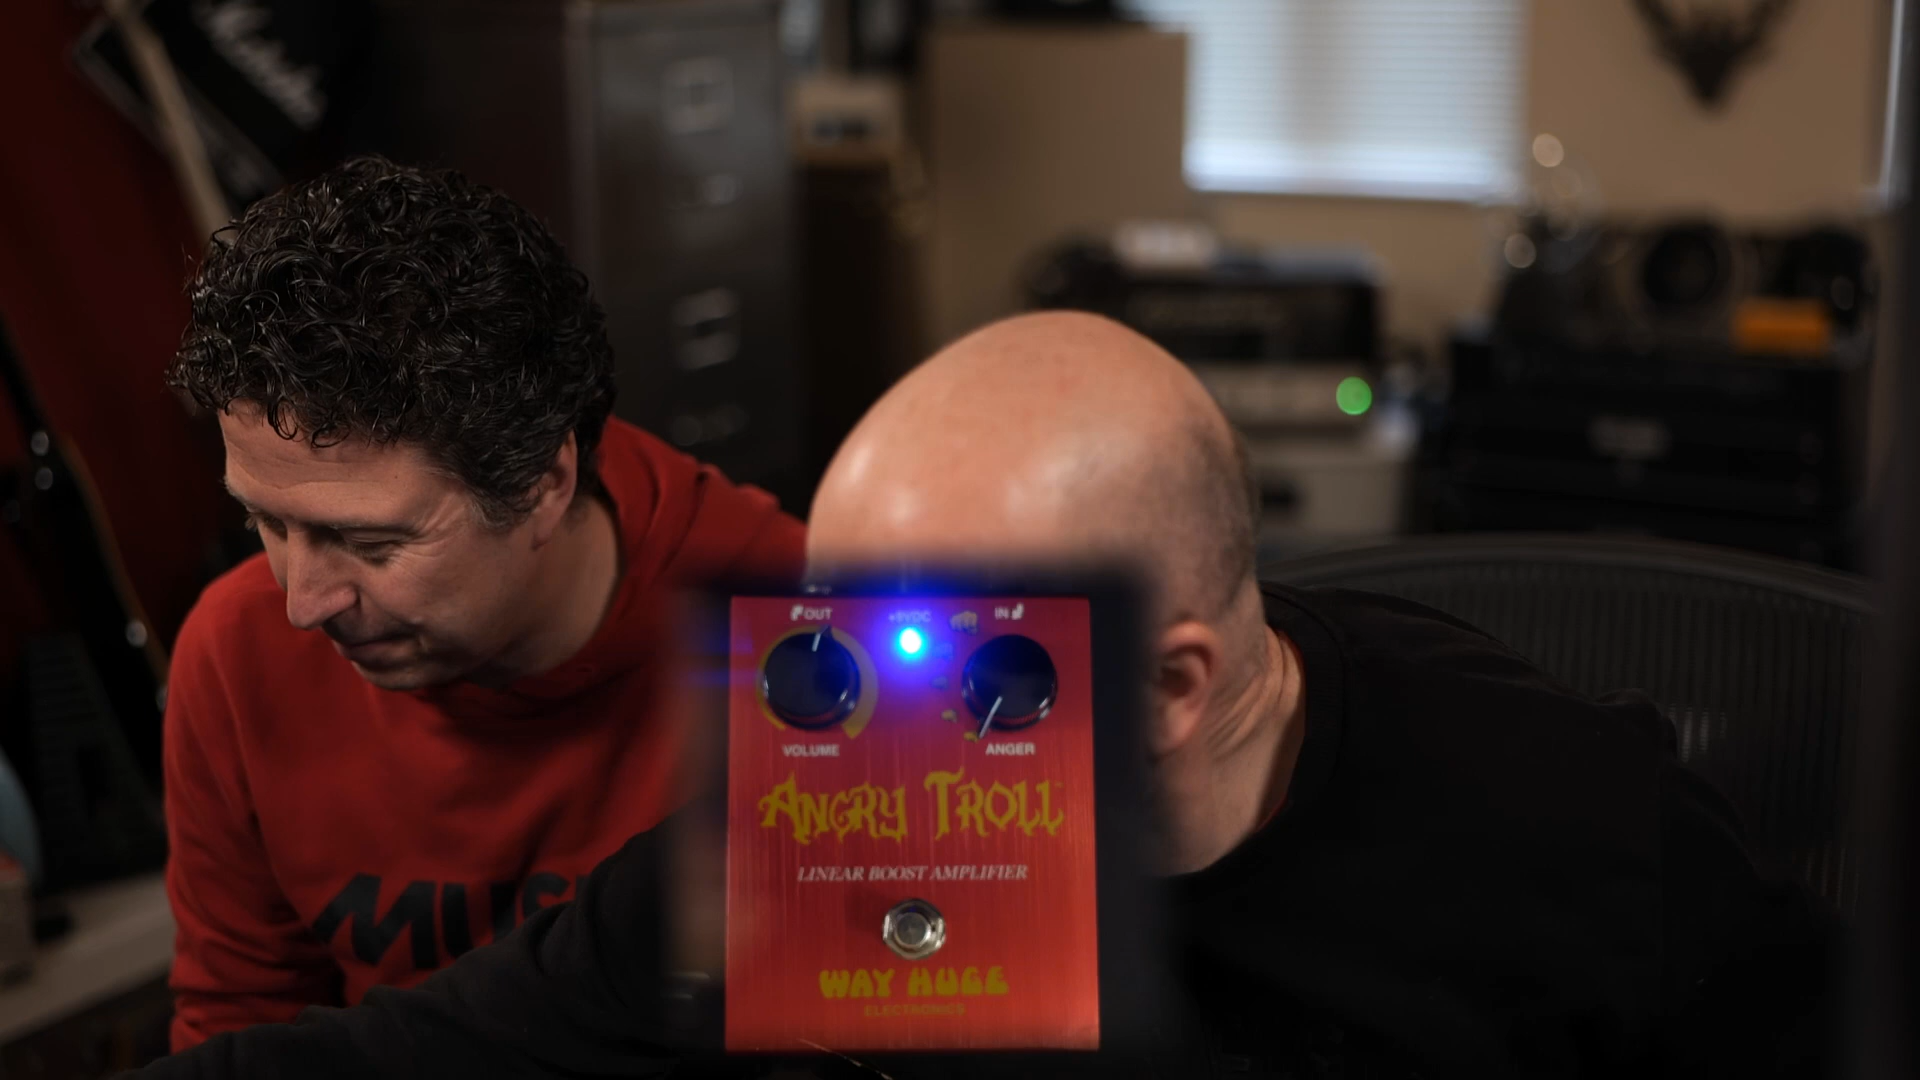 OUT
+9VDC
IN
VOLUME
ANGER
ANGRY TROLL
LINEAR BOOST AMPLIFIER
WAY HUGE
ELECTRONICS
MUS